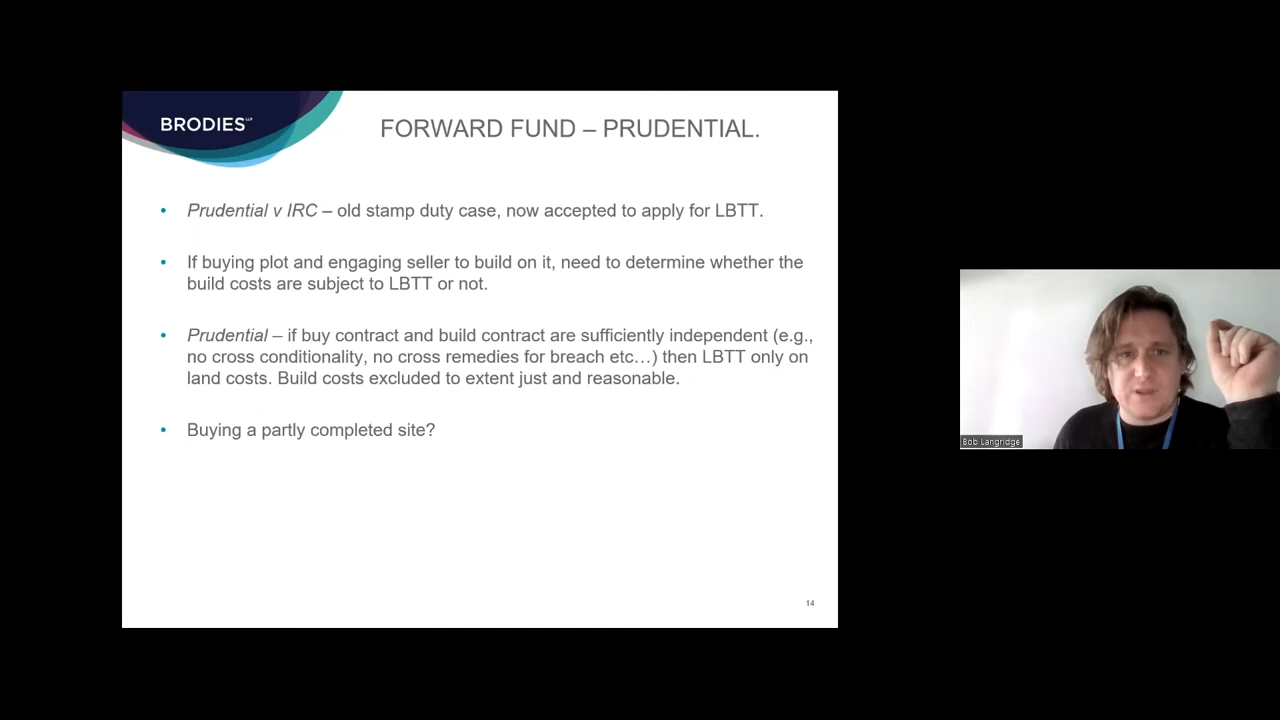 BRODIES LLP
FORWARD FUND – PRUDENTIAL.
• Prudential v IRC – old stamp duty case, now accepted to apply for LBTT.
• If buying plot and engaging seller to build on it, need to determine whether the
build costs are subject to LBTT or not.
• Prudential – if buy contract and build contract are sufficiently independent (e.g.,
no cross conditionality, no cross remedies for breach etc…) then LBTT only on
land costs. Build costs excluded to extent just and reasonable.
• Buying a partly completed site?
14
Bob Langridge